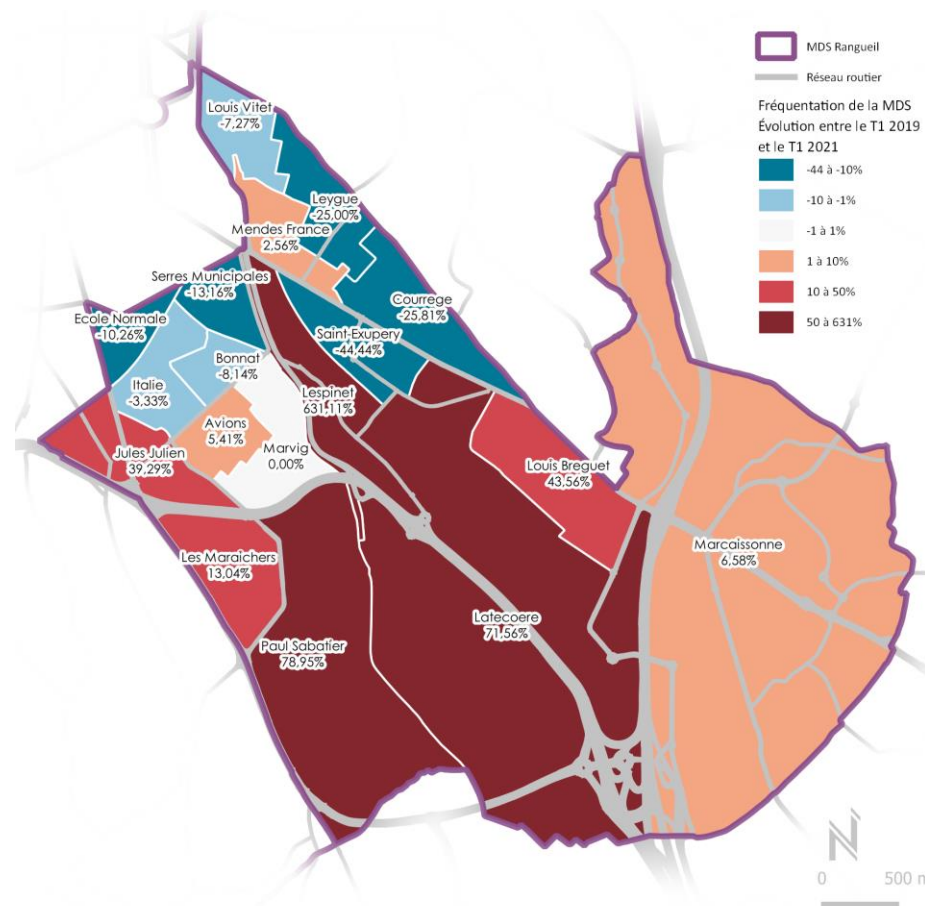 MDS Rangueil
Réseau routier
Fréquentation de la MDS
Évolution entre le T1 2019
et le T1 2021
-44 à -10%
-10 à -1%
-1 à 1%
1 à 10%
10 à 50%
50 à 631%
Louis Vitet
-7,27%
Leygue
-25,00%
Mendes France
2,56%
Serres Municipales
-13,16%
Courrege
-25,81%
Ecole Normale
-10,26%
Saint-Exupery
-44,44%
Bonnat
-8,14%
Italie
-3,33%
Lespinet
631,11%
Avions
5,41%
Marvig
0,00%
Jules Julien
39,29%
Louis Breguet
43,56%
Marcaissonne
6,58%
Les Maraichers
13,04%
Latecoere
71,56%
Paul Sabatier
78,95%
N
0 500 m